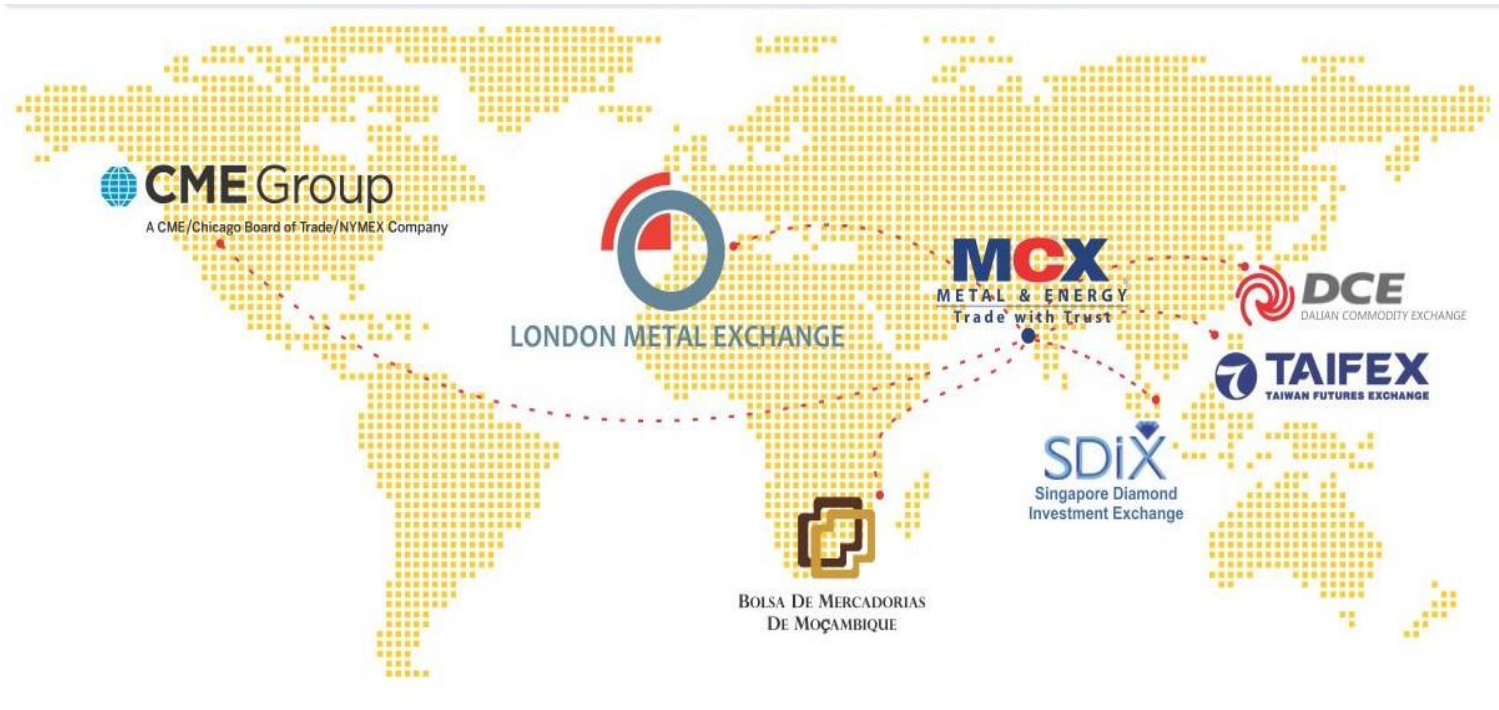 CME Group
A CME/Chicago Board of Trade/NYMEX Company
LONDON METAL EXCHANGE
MCX
METAL & ENERGY
Trade with Trust
DCE
DALIAN COMMODITY EXCHANGE
TAIFEX
TAIWAN FUTURES EXCHANGE
SDiX
Singapore Diamond
Investment Exchange
BOLSA DE MERCADORIAS
DE MOÇAMBIQUE